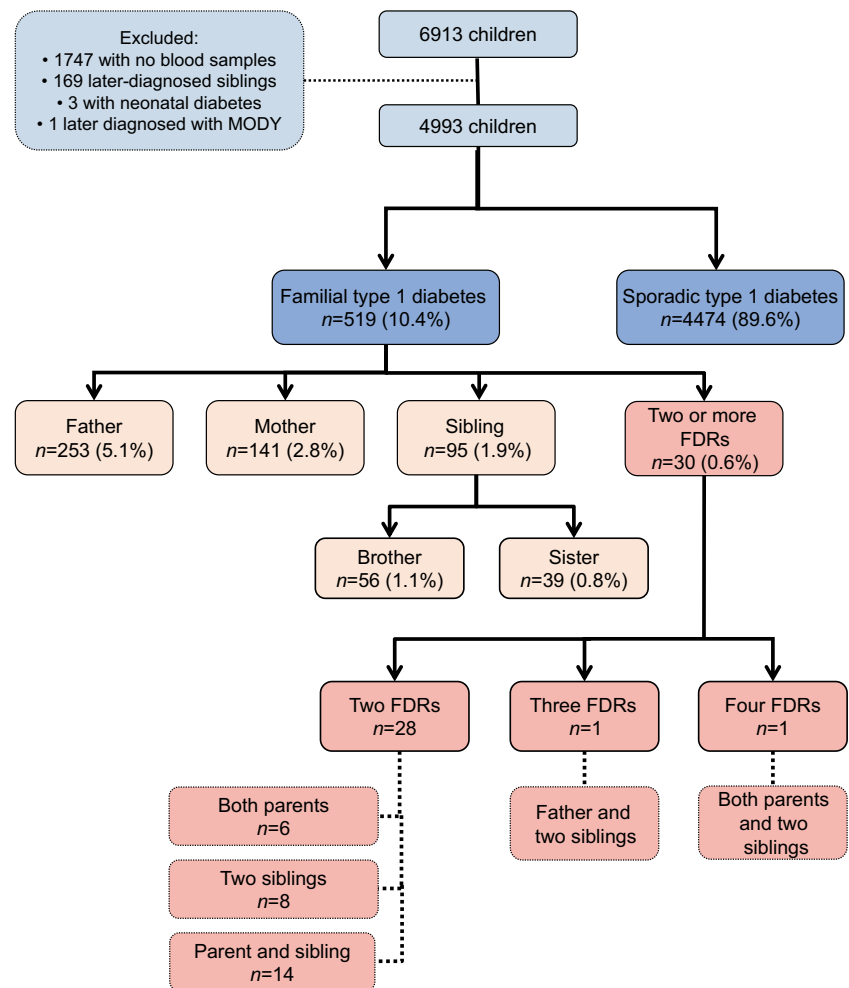 Excluded:
• 1747 with no blood samples
• 169 later-diagnosed siblings
• 3 with neonatal diabetes
• 1 later diagnosed with MODY
6913 children
4993 children
Familial type 1 diabetes
n=519 (10.4%)
Sporadic type 1 diabetes
n=4474 (89.6%)
Father
n=253 (5.1%)
Mother
n=141 (2.8%)
Sibling
n=95 (1.9%)
Two or more
FDRs
n=30 (0.6%)
Brother
n=56 (1.1%)
Sister
n=39 (0.8%)
Two FDRs
n=28
Three FDRs
n=1
Four FDRs
n=1
Both parents
n=6
Two siblings
n=8
Parent and sibling
n=14
Father and
two siblings
Both parents
and two
siblings